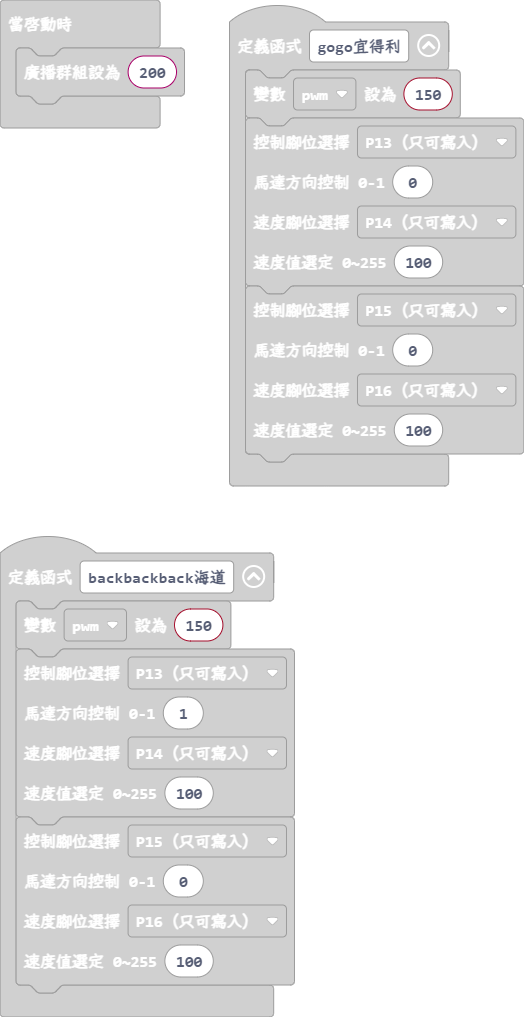 當啓動時
廣播群組設為 200
定義函式 gogo宜得利
變數 pwm 設為 150
控制腳位選擇 P13 (只可寫入)
馬達方向控制 0-1 0
速度腳位選擇 P14 (只可寫入)
速度值選定 0~255 100
控制腳位選擇 P15 (只可寫入)
馬達方向控制 0-1 0
速度腳位選擇 P16 (只可寫入)
速度值選定 0~255 100
定義函式 backbackback海道
變數 pwm 設為 150
控制腳位選擇 P13 (只可寫入)
馬達方向控制 0-1 1
速度腳位選擇 P14 (只可寫入)
速度值選定 0~255 100
控制腳位選擇 P15 (只可寫入)
馬達方向控制 0-1 0
速度腳位選擇 P16 (只可寫入)
速度值選定 0~255 100